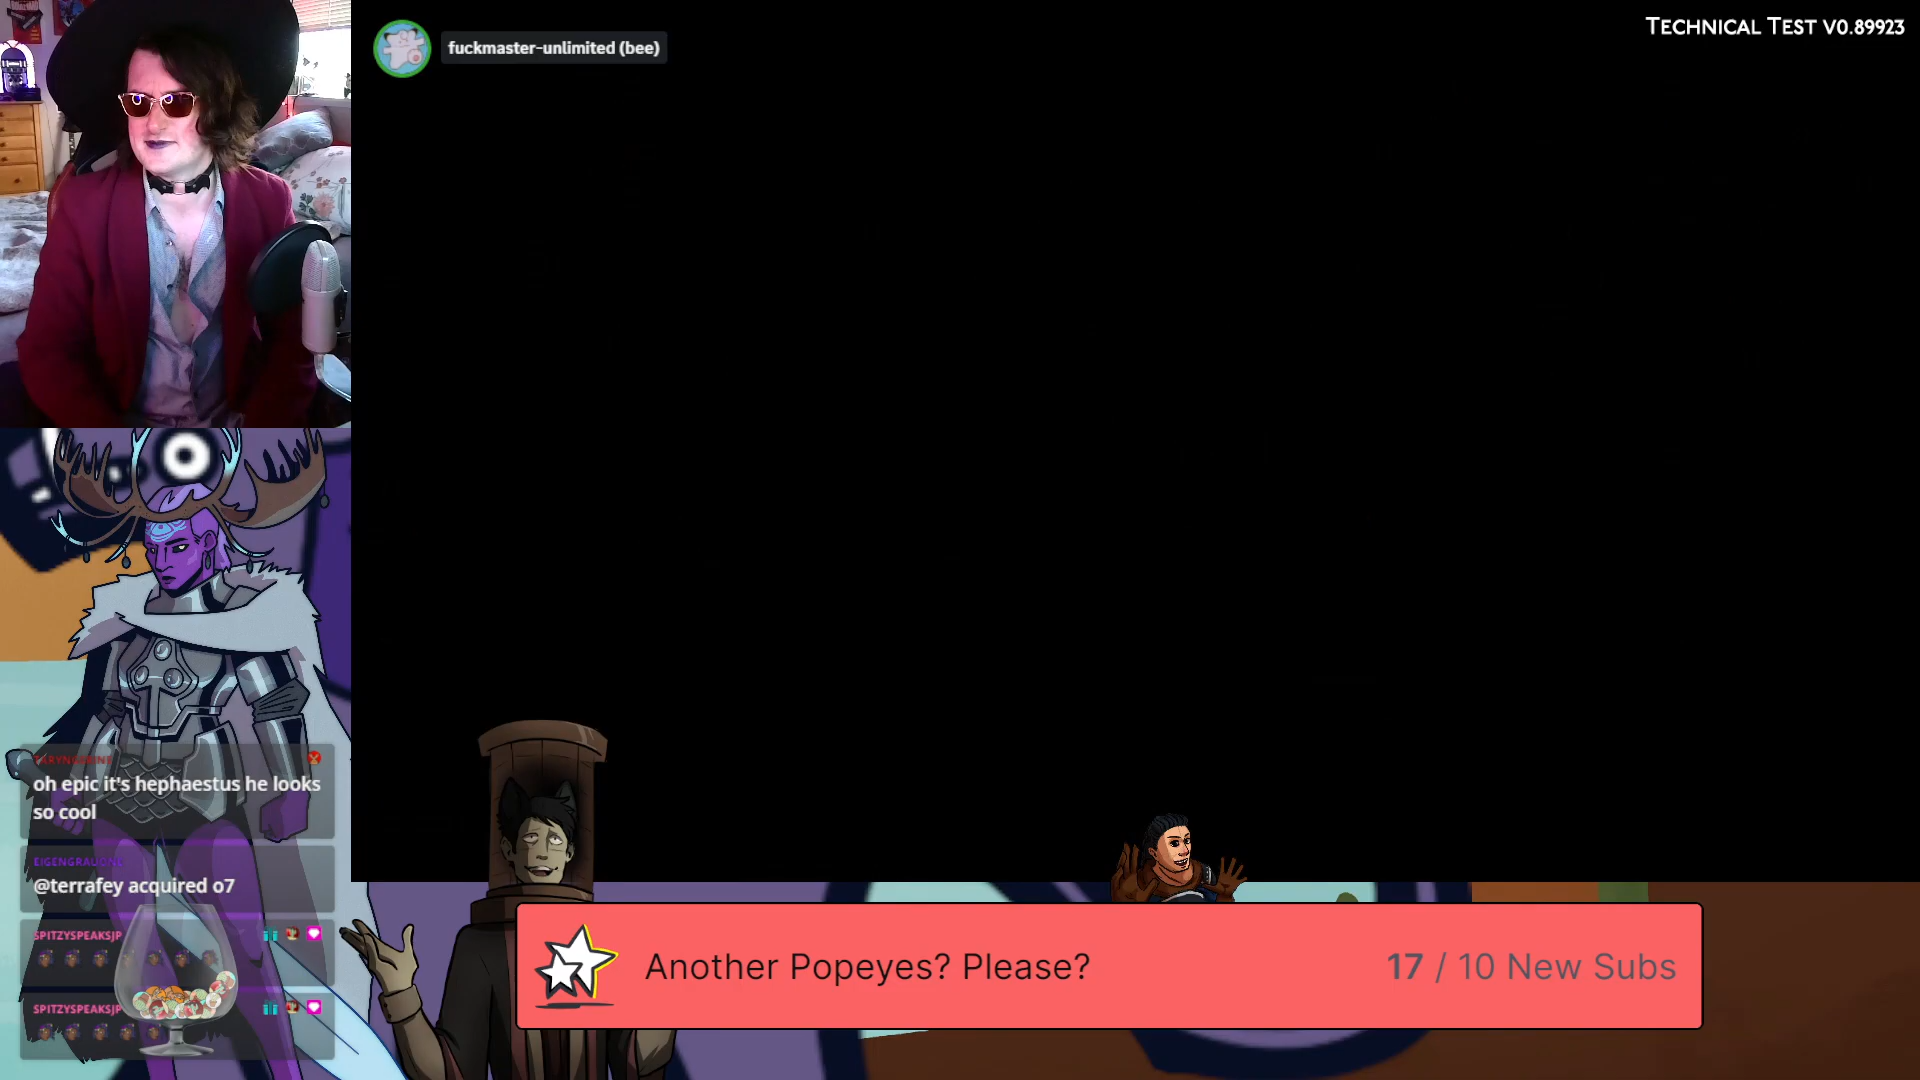 fuckmaster-unlimited (bee)
TECHNICAL TEST V0.89923
oh epic it's hephaestus he looks
so cool
EIGENGRAUONE
@terrafey acquired o7
SPITZYSPEAKSJP
SPITZYSPEAKSJP
Another Popeyes? Please?
17 / 10 New Subs